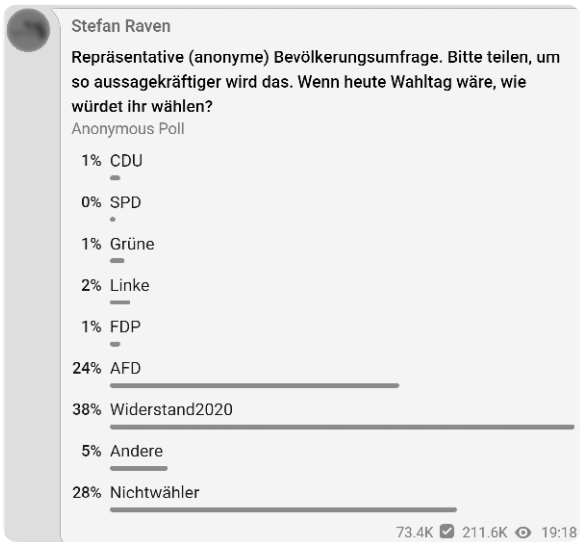 Stefan Raven
Repräsentative (anonyme) Bevölkerungsumfrage. Bitte teilen, um
so aussagekräftiger wird das. Wenn heute Wahltag wäre, wie
würdet ihr wählen?
Anonymous Poll
1% CDU
0% SPD
1% Grüne
2% Linke
1% FDP
24% AFD
38% Widerstand2020
5% Andere
28% Nichtwähler
73.4K 211.6K 19:18